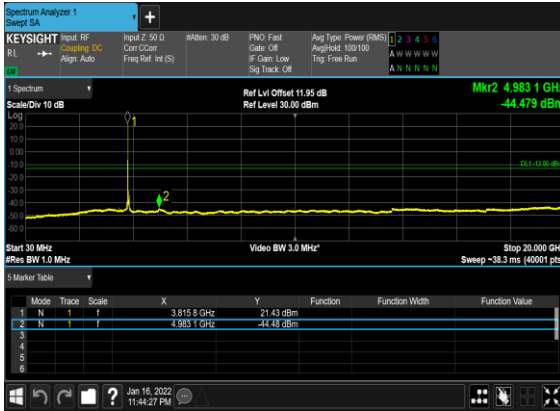 Spectrum Analyzer 1
Swept SA
+
KEYSIGHT Input: RF Input Z: 50 Ω #Atten: 30 dB PNO: Fast Avg Type: Power (RMS) 1 2 3 4 5 6
RL Coupling: DC Corr CCorr Gate: Off Avg|Hold: 100/100 A W W W W W
Align: Auto Freq Ref: Int (S) IF Gain: Low Trig: Free Run
Sig Track: Off A N N N N N
1 Spectrum
Ref Lvl Offset 11.95 dB Mkr2 4.983 1 GHz
Scale/Div 10 dB Ref Level 30.00 dBm -44.479 dBm
Log
20.0
10.0
0.00
-10.0
DL1 -13.00 dBm
-20.0
-30.0
-40.0
-50.0
-60.0
1
2
Start 30 MHz Video BW 3.0 MHz* Stop 20.000 GH
#Res BW 1.0 MHz Sweep ~38.3 ms (40001 pts
5 Marker Table
Mode Trace Scale X Y Function Function Width Function Value
1 N 1 f 3.815 8 GHz 21.43 dBm
2 N 1 f 4.983 1 GHz -44.48 dBm
3
4
5
6
? Jan 16, 2022
11:44:27 PM